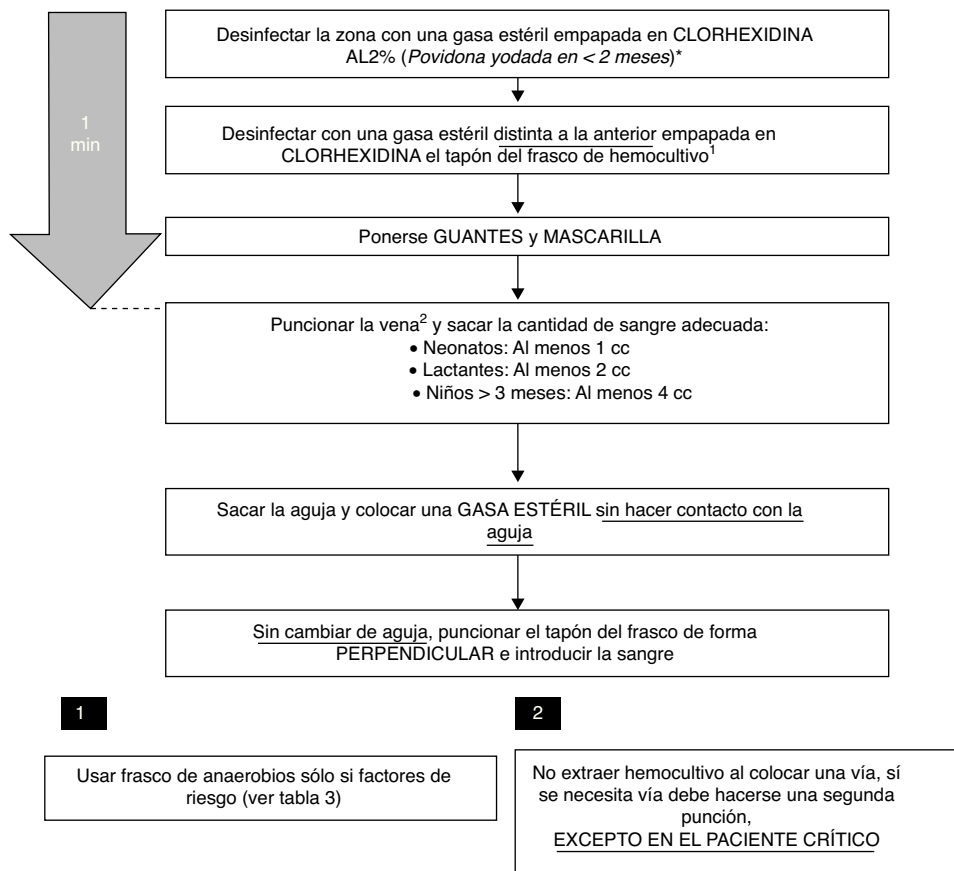 1
min
Desinfectar la zona con una gasa estéril empapada en CLORHEXIDINA
AL2% (Povidona yodada en < 2 meses)*
Desinfectar con una gasa estéril distinta a la anterior empapada en
CLORHEXIDINA el tapón del frasco de hemocultivo1
Ponerse GUANTES y MASCARILLA
Puncionar la vena2 y sacar la cantidad de sangre adecuada:
• Neonatos: Al menos 1 cc
• Lactantes: Al menos 2 cc
• Niños > 3 meses: Al menos 4 cc
Sacar la aguja y colocar una GASA ESTÉRIL sin hacer contacto con la
aguja
Sin cambiar de aguja, puncionar el tapón del frasco de forma
PERPENDICULAR e introducir la sangre
1
Usar frasco de anaerobios sólo si factores de
riesgo (ver tabla 3)
2
No extraer hemocultivo al colocar una vía, sí
se necesita vía debe hacerse una segunda
punción,
EXCEPTO EN EL PACIENTE CRÍTICO